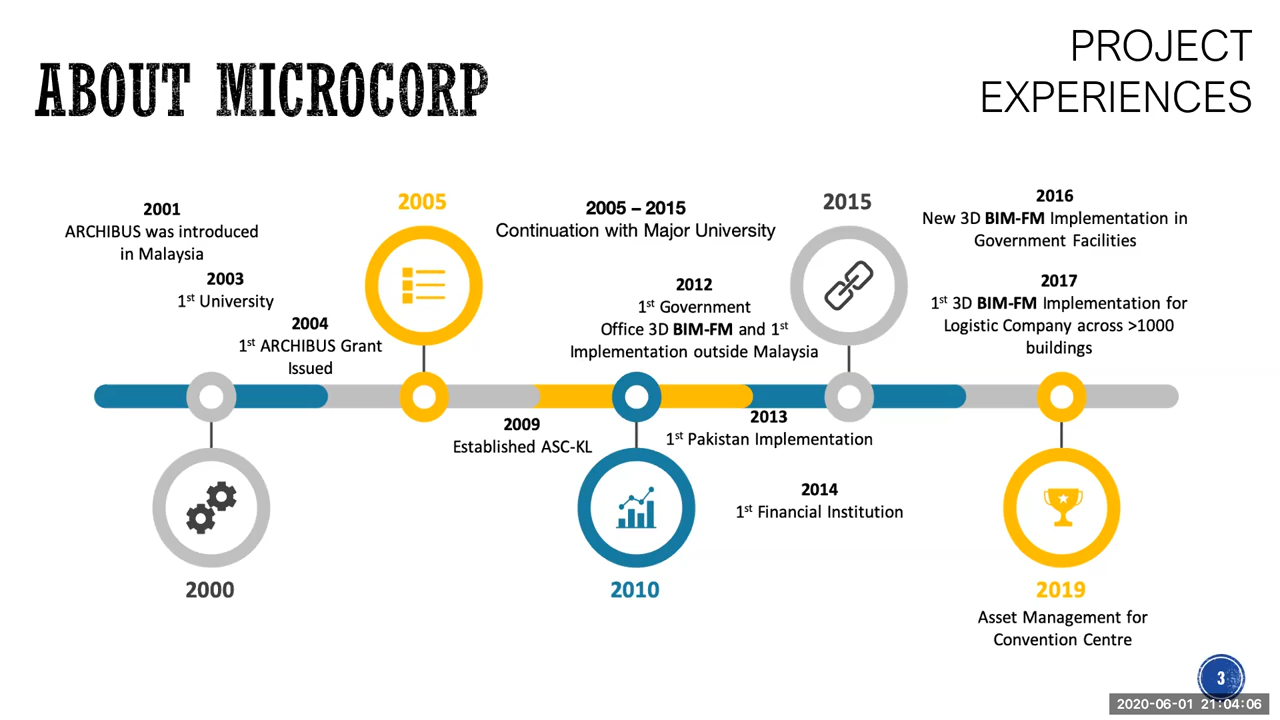 ABOUT MICROCORP
PROJECT
EXPERIENCES
2001
ARCHIBUS was introduced
in Malaysia
2003
1st University
2004
1st ARCHIBUS Grant
Issued
2005
2005 – 2015
Continuation with Major University
2012
1st Government
Office 3D BIM-FM and 1st
Implementation outside Malaysia
2015
2016
New 3D BIM-FM Implementation in
Government Facilities
2017
1st 3D BIM-FM Implementation for
Logistic Company across >1000
buildings
2000
2009
Established ASC-KL
2010
2013
1st Pakistan Implementation
2014
1st Financial Institution
2019
Asset Management for
Convention Centre
3
2020-06-01 21:04:06